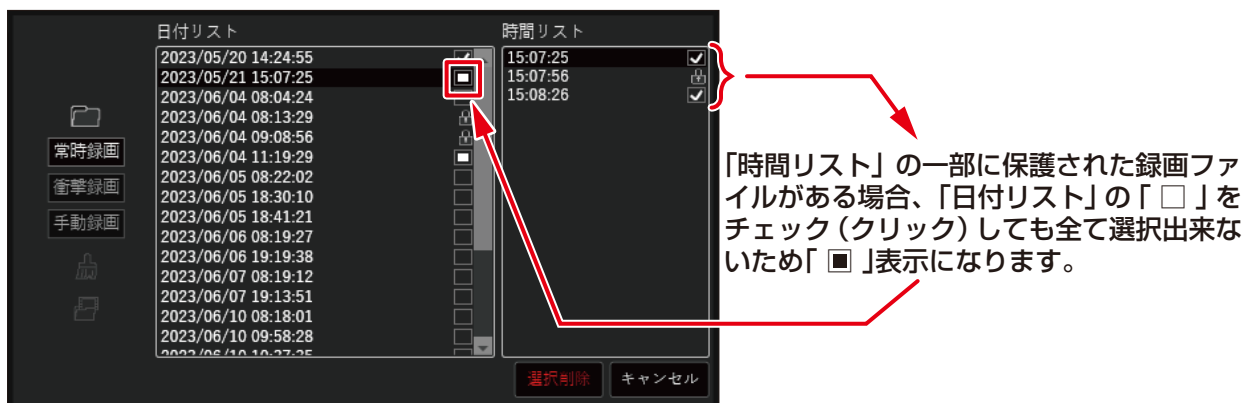 日付リスト
2023/05/20 14:24:55
2023/05/21 15:07:25
2023/06/04 08:04:24
2023/06/04 08:13:29
2023/06/04 09:08:56
2023/06/04 11:19:29
2023/06/05 08:22:02
2023/06/05 18:30:10
2023/06/05 18:41:21
2023/06/06 08:19:27
2023/06/06 19:19:38
2023/06/07 08:19:12
2023/06/07 19:13:51
2023/06/10 08:18:01
2023/06/10 09:58:28
2023/06/10 10:27:25
時間リスト
15:07:25
15:07:56
15:08:26
常時録画
衝撃録画
手動録画
選択削除
キャンセル
「時間リスト」の一部に保護された録画ファ
イルがある場合、「日付リスト」の「 □ 」を
チェック(クリック)しても全て選択出来な
いため「 ▣ 」表示になります。